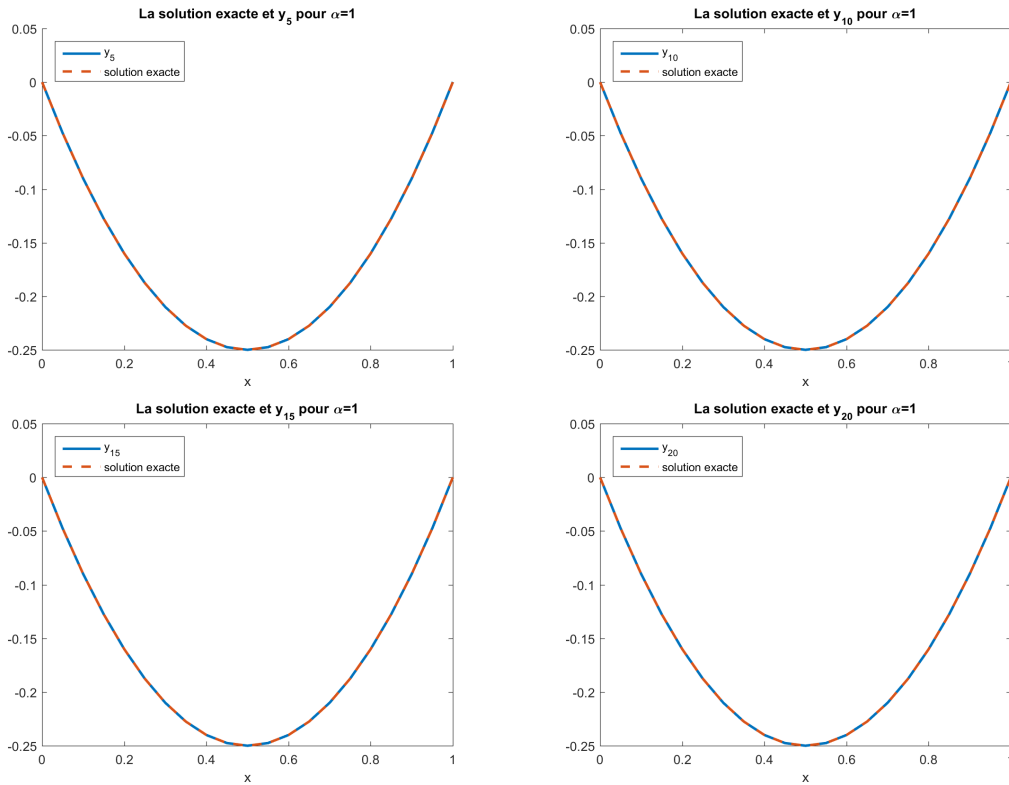 La solution exacte et y5 pour α=1
0.05
0
-0.05
-0.1
-0.15
-0.2
-0.25
y5
solution exacte
0 0.2 0.4 0.6 0.8 1
x
La solution exacte et y10 pour α=1
0.05
0
-0.05
-0.1
-0.15
-0.2
-0.25
y10
solution exacte
0 0.2 0.4 0.6 0.8 1
x
La solution exacte et y15 pour α=1
0.05
0
-0.05
-0.1
-0.15
-0.2
-0.25
y15
solution exacte
0 0.2 0.4 0.6 0.8 1
x
La solution exacte et y20 pour α=1
0.05
0
-0.05
-0.1
-0.15
-0.2
-0.25
y20
solution exacte
0 0.2 0.4 0.6 0.8
x